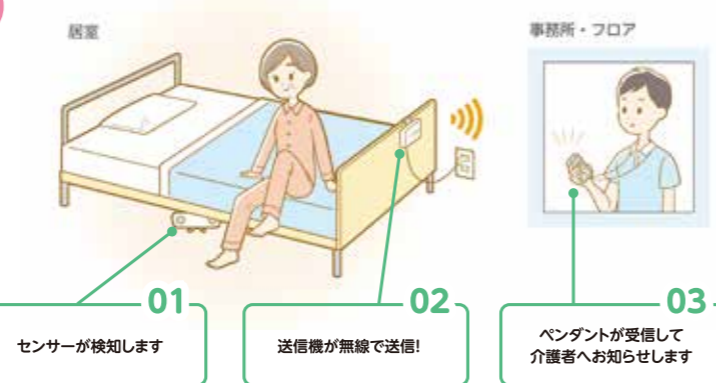 居室
事務所・フロア
01
センサーが検知します
02
送信機が無線で送信!
03
ペンダントが受信して
介護者へお知らせします